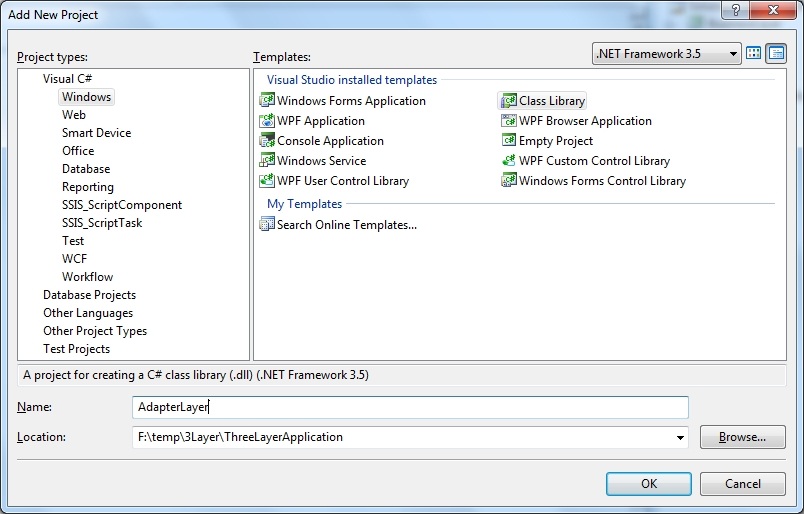 Add New Project
Project types:
Templates:
.NET Framework 3.5
Visual C#
Windows
Web
Smart Device
Office
Database
Reporting
SSIS_ScriptComponent
SSIS_ScriptTask
Test
WCF
Workflow
Database Projects
Other Languages
Other Project Types
Test Projects
Visual Studio installed templates
Windows Forms Application
Class Library
WPF Application
WPF Browser Application
Console Application
Empty Project
Windows Service
WPF Custom Control Library
WPF User Control Library
Windows Forms Control Library
My Templates
Search Online Templates...
A project for creating a C# class library (.dll) (.NET Framework 3.5)
Name:
AdapterLayer
Location:
F:\temp\3Layer\ThreeLayerApplication
Browse...
OK
Cancel